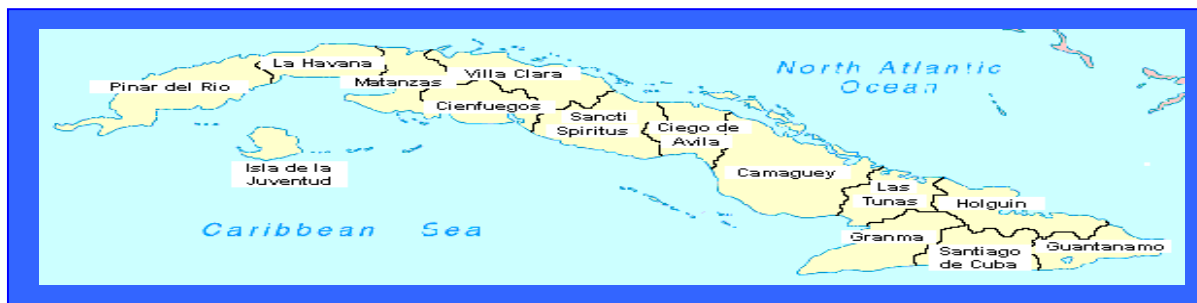 La Havana
Pinar del Rio
Matanzas
Villa Clara
North Atlantic
Ocean
Cienfuegos
Sancti
Spiritus
Ciego de
Avila
Isla de la
Juventud
Camaguey
Las
Tunas
Holguin
Caribbean Sea
Granma
Santiago
de Cuba
Guantanamo